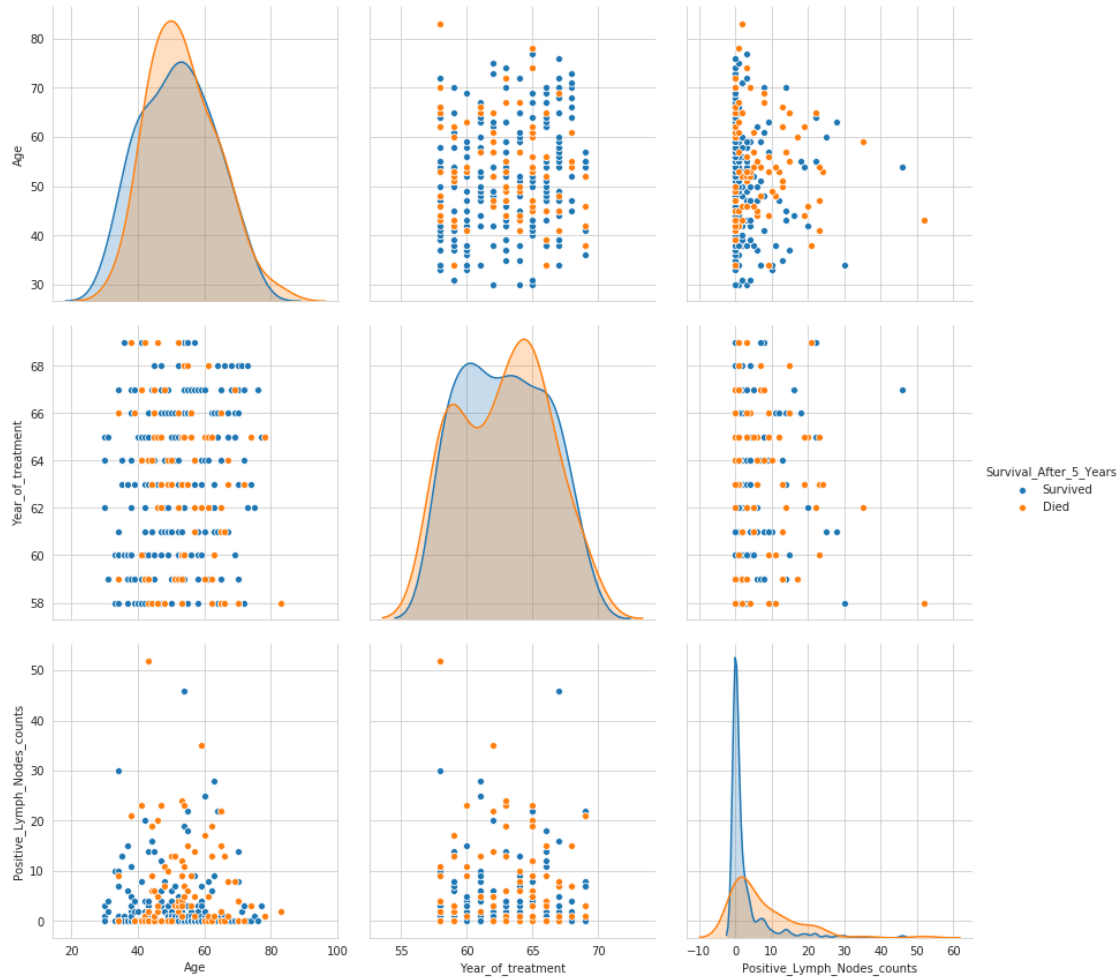 80
70
60
50
40
30
Age
68
66
64
62
60
58
Year_of_treatment
Survival_After_5_Years
Survived
Died
50
40
30
20
10
0
Positive_Lymph_Nodes_counts
20 40 60 80 100
Age
55 60 65 70
Year_of_treatment
−10 0 10 20 30 40 50 60
Positive_Lymph_Nodes_counts